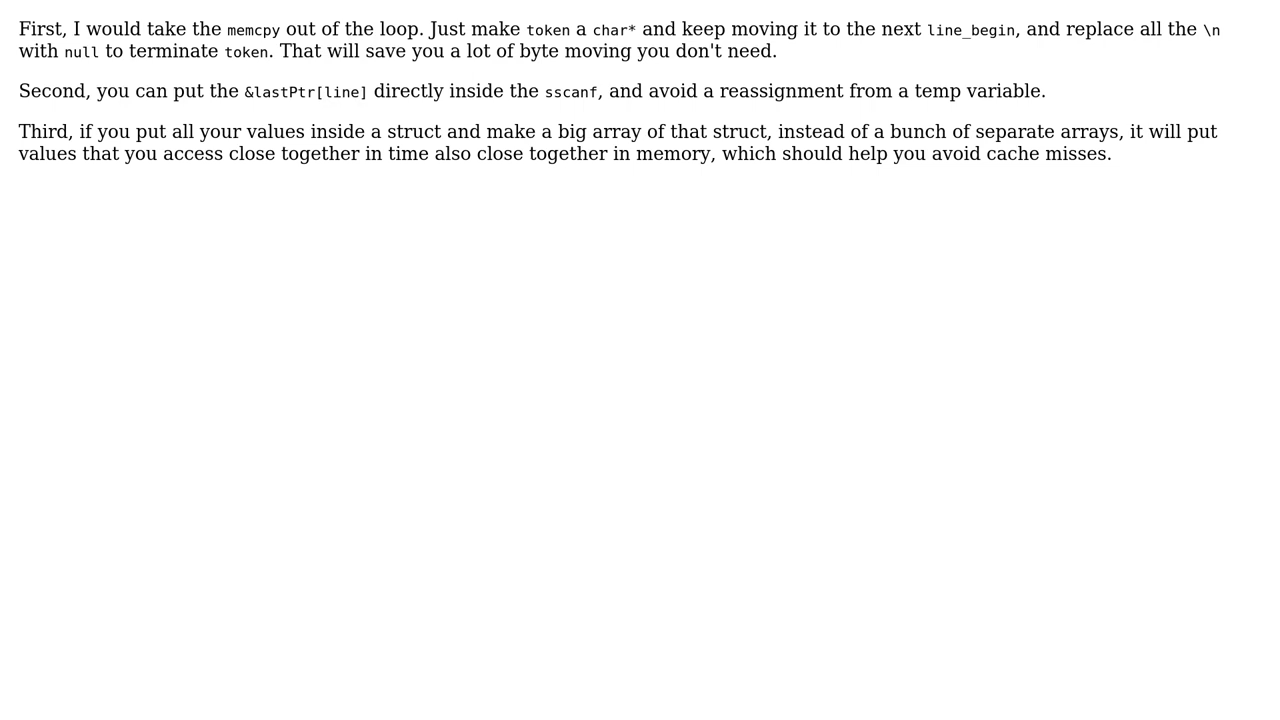 First, I would take the memcpy out of the loop. Just make token a char* and keep moving it to the next line_begin, and replace all the \n
with null to terminate token. That will save you a lot of byte moving you don't need.
Second, you can put the &lastPtr[line] directly inside the sscanf, and avoid a reassignment from a temp variable.
Third, if you put all your values inside a struct and make a big array of that struct, instead of a bunch of separate arrays, it will put
values that you access close together in time also close together in memory, which should help you avoid cache misses.